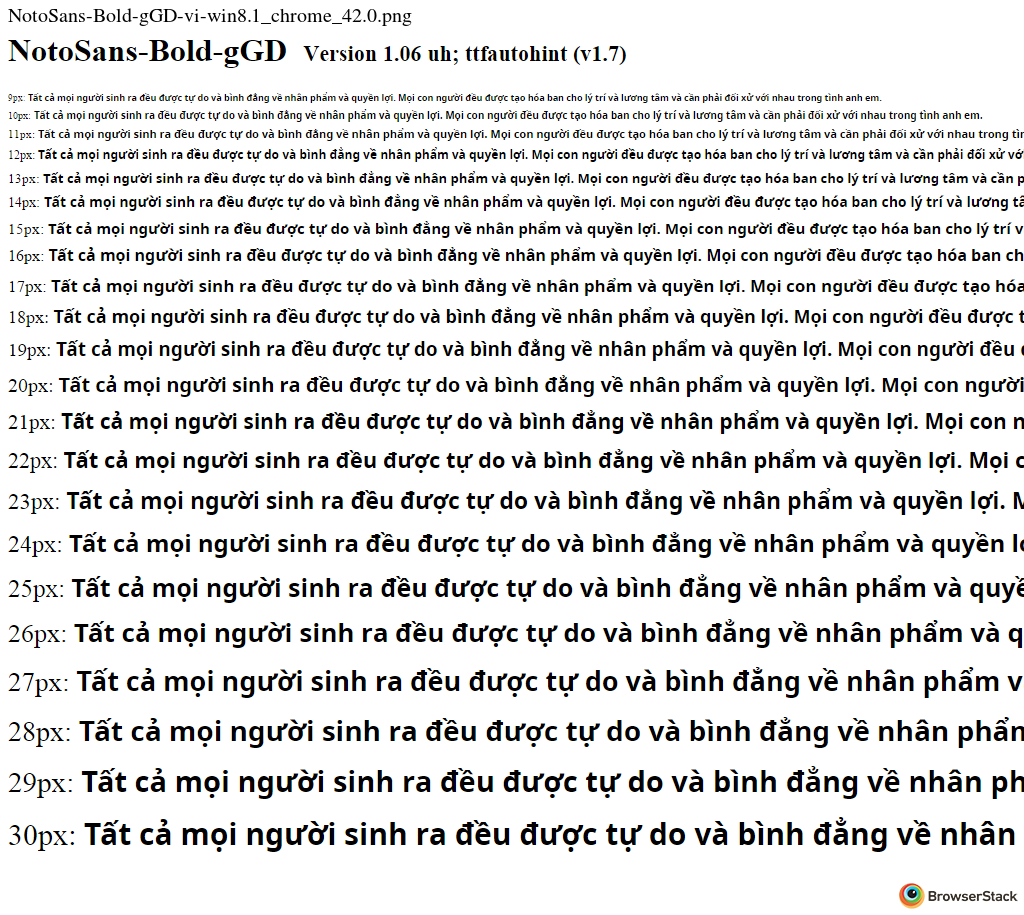 NotoSans-Bold-gGD-vi-win8.1_chrome_42.0.png
NotoSans-Bold-gGD Version 1.06 uh; ttfautohint (v1.7)
9px: Tất cả mọi người sinh ra đều được tự do và bình đẳng về nhân phẩm và quyền lợi. Mọi con người đều được tạo hóa ban cho lý trí và lương tâm và cần phải đối xử với nhau trong tình anh em.
10px: Tất cả mọi người sinh ra đều được tự do và bình đẳng về nhân phẩm và quyền lợi. Mọi con người đều được tạo hóa ban cho lý trí và lương tâm và cần phải đối xử với nhau trong tình anh em.
11px: Tất cả mọi người sinh ra đều được tự do và bình đẳng về nhân phẩm và quyền lợi. Mọi con người đều được tạo hóa ban cho lý trí và lương tâm và cần phải đối xử với nhau trong tìn
12px: Tất cả mọi người sinh ra đều được tự do và bình đẳng về nhân phẩm và quyền lợi. Mọi con người đều được tạo hóa ban cho lý trí và lương tâm và cần phải đối xử vớ
13px: Tất cả mọi người sinh ra đều được tự do và bình đẳng về nhân phẩm và quyền lợi. Mọi con người đều được tạo hóa ban cho lý trí và lương tâm và cần p
14px: Tất cả mọi người sinh ra đều được tự do và bình đẳng về nhân phẩm và quyền lợi. Mọi con người đều được tạo hóa ban cho lý trí và lương tâ
15px: Tất cả mọi người sinh ra đều được tự do và bình đẳng về nhân phẩm và quyền lợi. Mọi con người đều được tạo hóa ban cho lý trí v
16px: Tất cả mọi người sinh ra đều được tự do và bình đẳng về nhân phẩm và quyền lợi. Mọi con người đều được tạo hóa ban ch
17px: Tất cả mọi người sinh ra đều được tự do và bình đẳng về nhân phẩm và quyền lợi. Mọi con người đều được tạo hóa
18px: Tất cả mọi người sinh ra đều được tự do và bình đẳng về nhân phẩm và quyền lợi. Mọi con người đều được t
19px: Tất cả mọi người sinh ra đều được tự do và bình đẳng về nhân phẩm và quyền lợi. Mọi con người đều
20px: Tất cả mọi người sinh ra đều được tự do và bình đẳng về nhân phẩm và quyền lợi. Mọi con người
21px: Tất cả mọi người sinh ra đều được tự do và bình đẳng về nhân phẩm và quyền lợi. Mọi con n
22px: Tất cả mọi người sinh ra đều được tự do và bình đẳng về nhân phẩm và quyền lợi. Mọi c
23px: Tất cả mọi người sinh ra đều được tự do và bình đẳng về nhân phẩm và quyền lợi. M
24px: Tất cả mọi người sinh ra đều được tự do và bình đẳng về nhân phẩm và quyền lợ
25px: Tất cả mọi người sinh ra đều được tự do và bình đẳng về nhân phẩm và quyề
26px: Tất cả mọi người sinh ra đều được tự do và bình đẳng về nhân phẩm và q
27px: Tất cả mọi người sinh ra đều được tự do và bình đẳng về nhân phẩm v
28px: Tất cả mọi người sinh ra đều được tự do và bình đẳng về nhân phẩm
29px: Tất cả mọi người sinh ra đều được tự do và bình đẳng về nhân ph
30px: Tất cả mọi người sinh ra đều được tự do và bình đẳng về nhân
BrowserStack